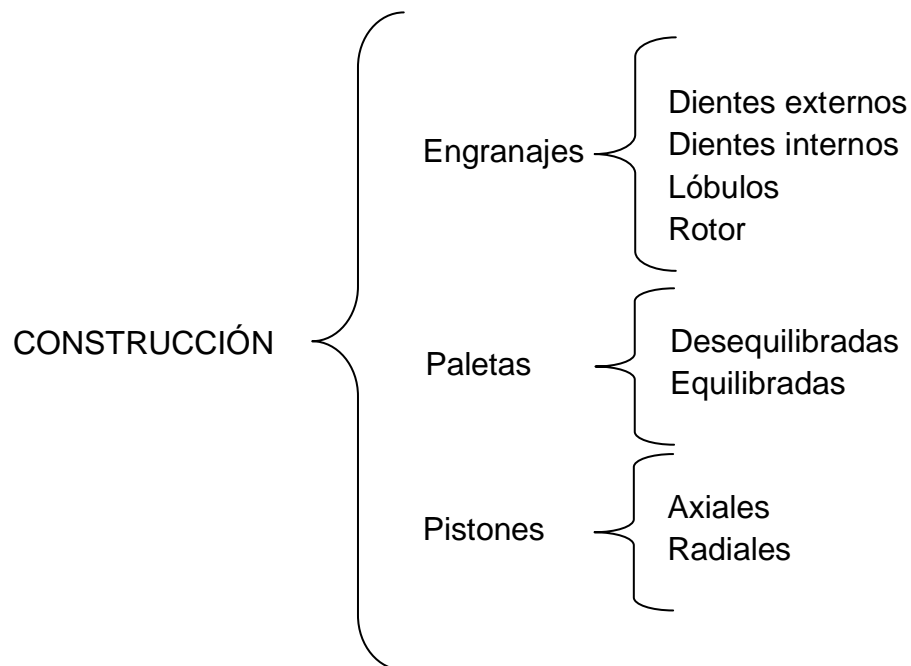 CONSTRUCCIÓN
Engranajes
Dientes externos
Dientes internos
Lóbulos
Rotor
Paletas
Desequilibradas
Equilibradas
Pistones
Axiales
Radiales